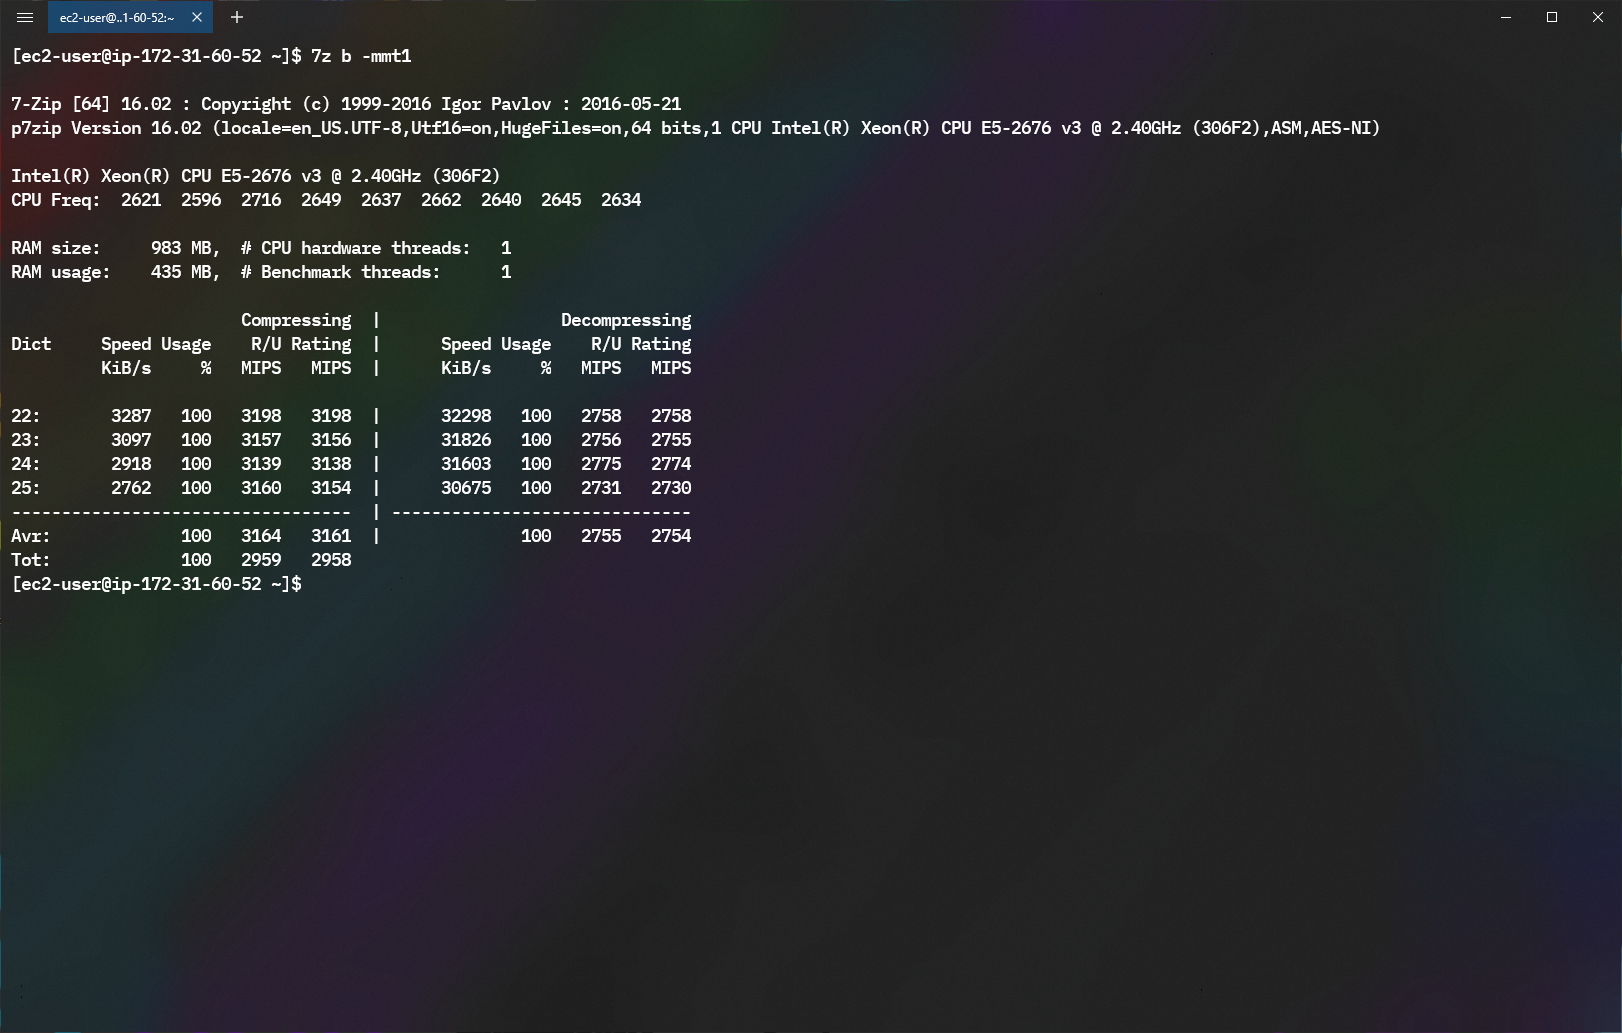 ec2-user@..1-60-52:~
[ec2-user@ip-172-31-60-52 ~]$ 7z b -mmt1
7-Zip [64] 16.02 : Copyright (c) 1999-2016 Igor Pavlov : 2016-05-21
p7zip Version 16.02 (locale=en_US.UTF-8,Utf16=on,HugeFiles=on,64 bits,1 CPU Intel(R) Xeon(R) CPU E5-2676 v3 @ 2.40GHz (306F2),ASM,AES-NI)
Intel(R) Xeon(R) CPU E5-2676 v3 @ 2.40GHz (306F2)
CPU Freq:  2621  2596  2716  2649  2637  2662  2640  2645  2634
RAM size:     983 MB,  # CPU hardware threads:   1
RAM usage:    435 MB,  # Benchmark threads:      1
                       Compressing  |                  Decompressing
Dict     Speed Usage    R/U Rating  |      Speed Usage    R/U Rating
         KiB/s     %   MIPS   MIPS  |      KiB/s     %   MIPS   MIPS
22:       3287   100   3198   3198  |      32298   100   2758   2758
23:       3097   100   3157   3156  |      31826   100   2756   2755
24:       2918   100   3139   3138  |      31603   100   2775   2774
25:       2762   100   3160   3154  |      30675   100   2731   2730
----------------------------------  | ------------------------------
Avr:             100   3164   3161  |              100   2755   2754
Tot:             100   2959   2958
[ec2-user@ip-172-31-60-52 ~]$